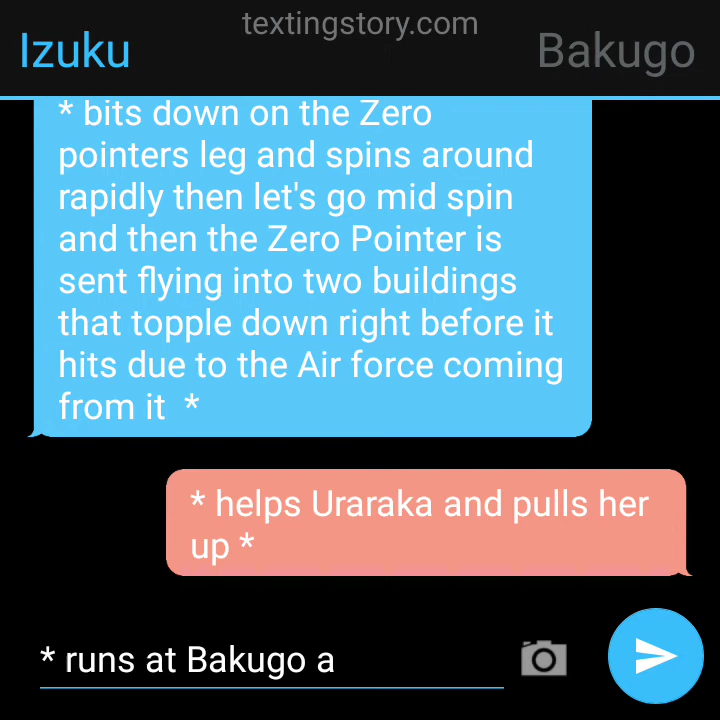 textingstory.com
Izuku
Bakugo
* bits down on the Zero
pointers leg and spins around
rapidly then let's go mid spin
and then the Zero Pointer is
sent flying into two buildings
that topple down right before it
hits due to the Air force coming
from it *
* helps Uraraka and pulls her
up *
* runs at Bakugo a